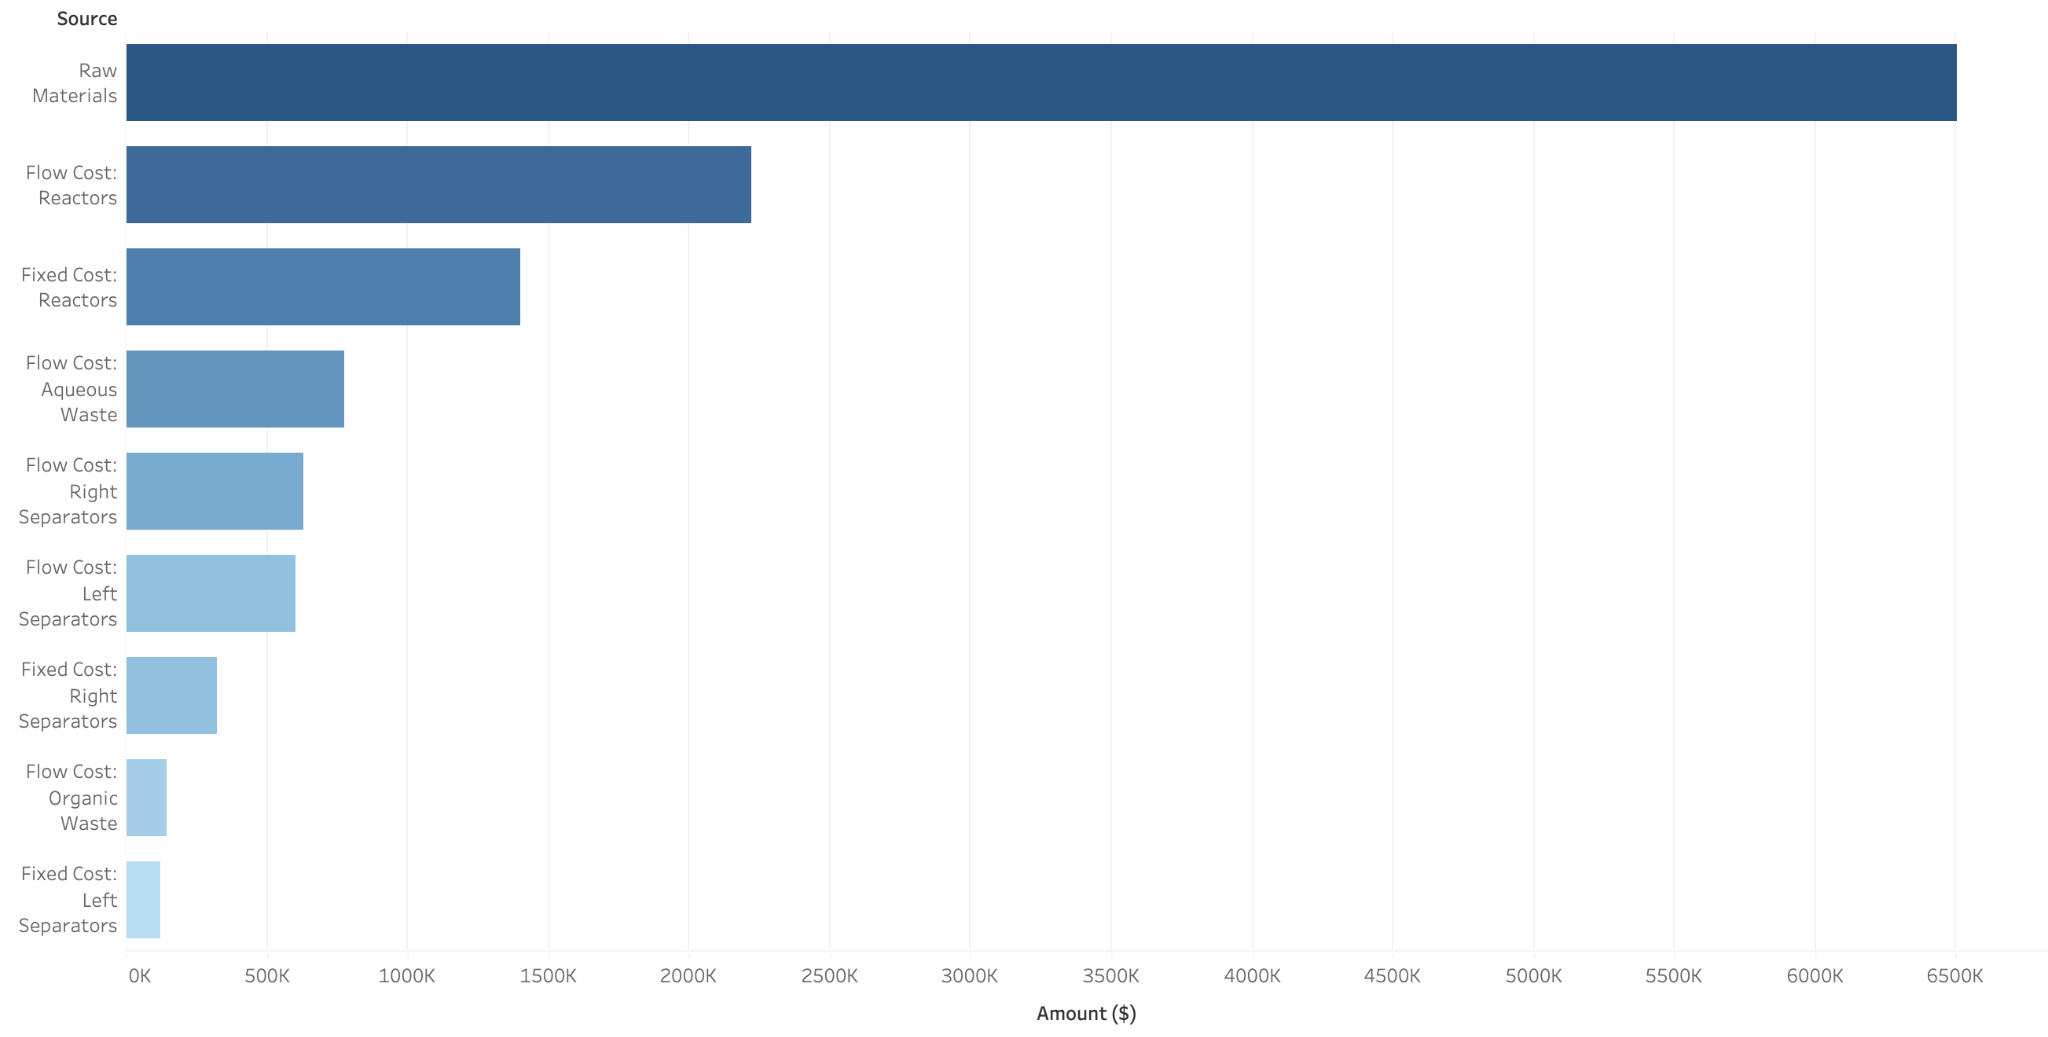 Source
Raw
Materials
Flow Cost:
Reactors
Fixed Cost:
Reactors
Flow Cost:
Aqueous
Waste
Flow Cost:
Right
Separators
Flow Cost:
Left
Separators
Fixed Cost:
Right
Separators
Flow Cost:
Organic
Waste
Fixed Cost:
Left
Separators
0K 500K 1000K 1500K 2000K 2500K 3000K 3500K 4000K 4500K 5000K 5500K 6000K 6500K
Amount ($)